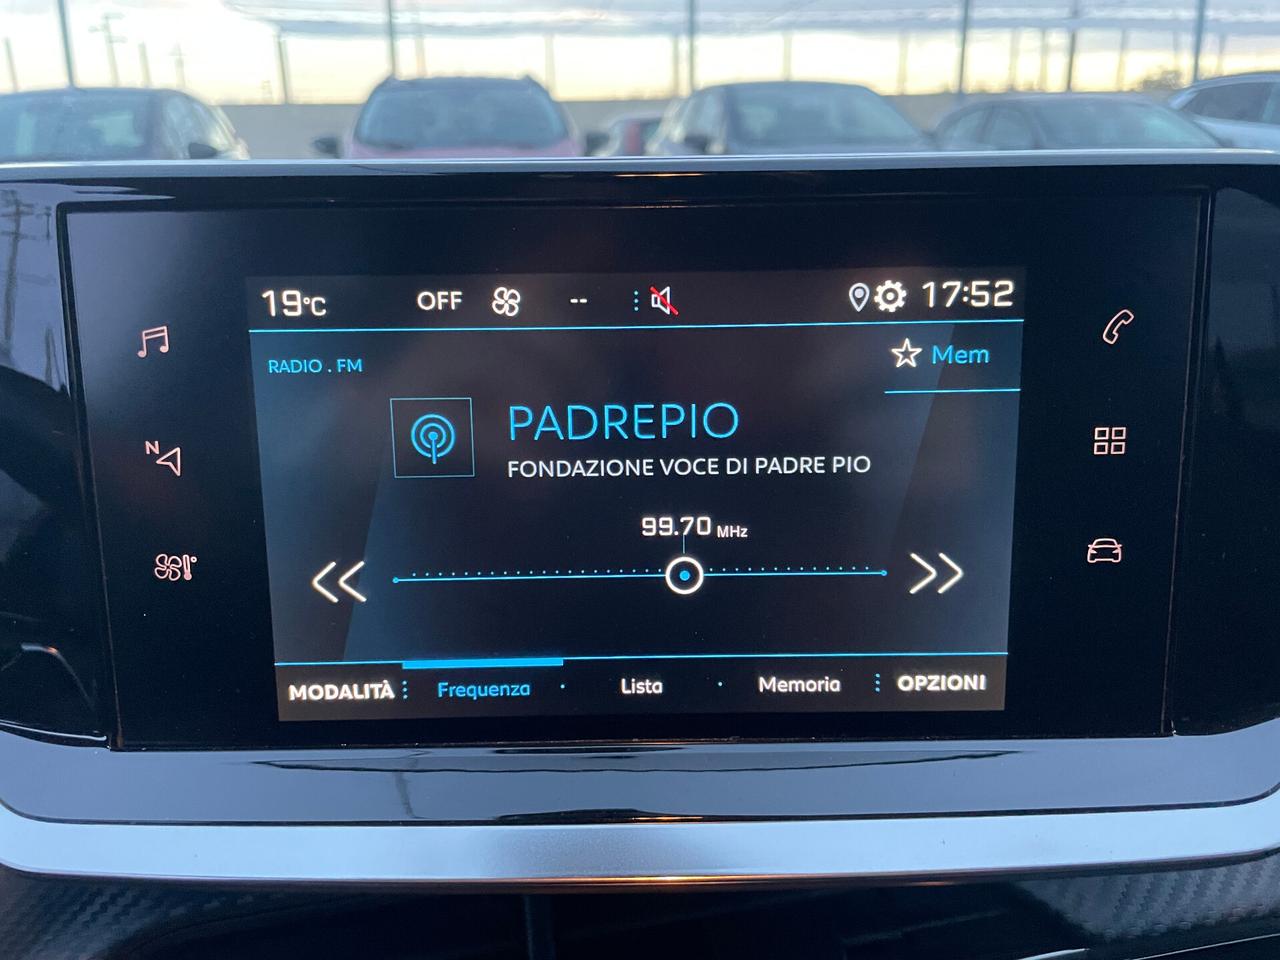 19°C OFF -- 17:52
RADIO . FM
Mem
PADREPIO
FONDAZIONE VOCE DI PADRE PIO
N
99.70 MHz
MODALITÀ Frequenza Lista Memoria OPZIONI